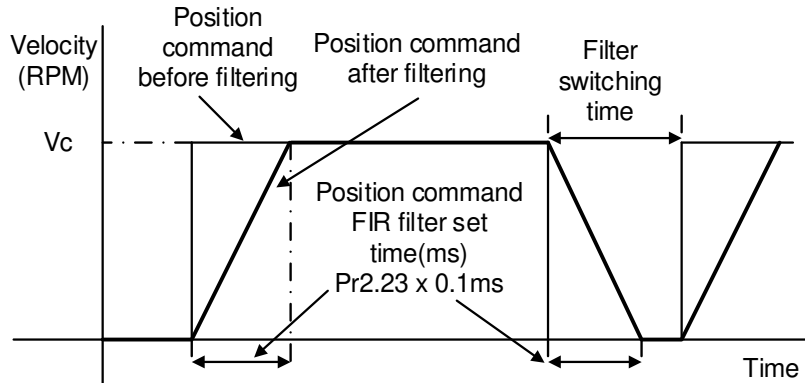 Velocity
(RPM)
Position
command
before filtering
Position command
after filtering
Filter
switching
time
Vc
Position command
FIR filter set
time(ms)
Pr2.23 x 0.1ms
Time